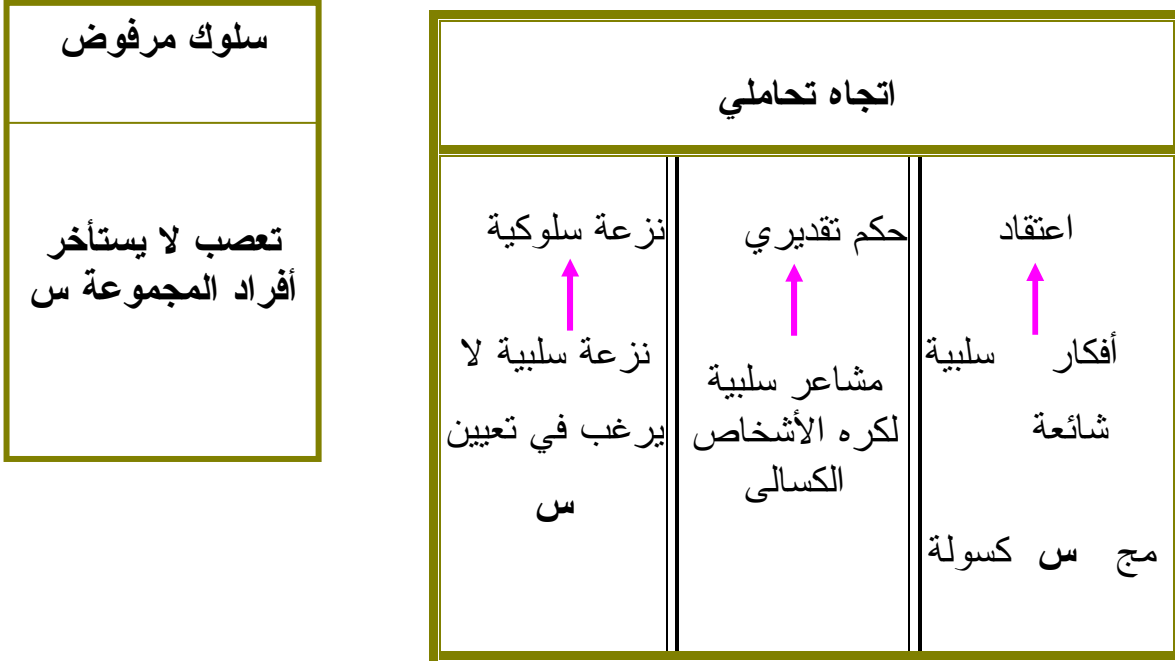 اتجاه تحاملي
اعتقاد
أفكار سلبية
شائعة
مج س كسولة
حكم تقديري
مشاعر سلبية
لكره الأشخاص
الكسالى
نزعة سلوكية
نزعة سلبية لا
يرغب في تعيين
س
سلوك مرفوض
تعصب لا يستأخر
أفراد المجموعة س